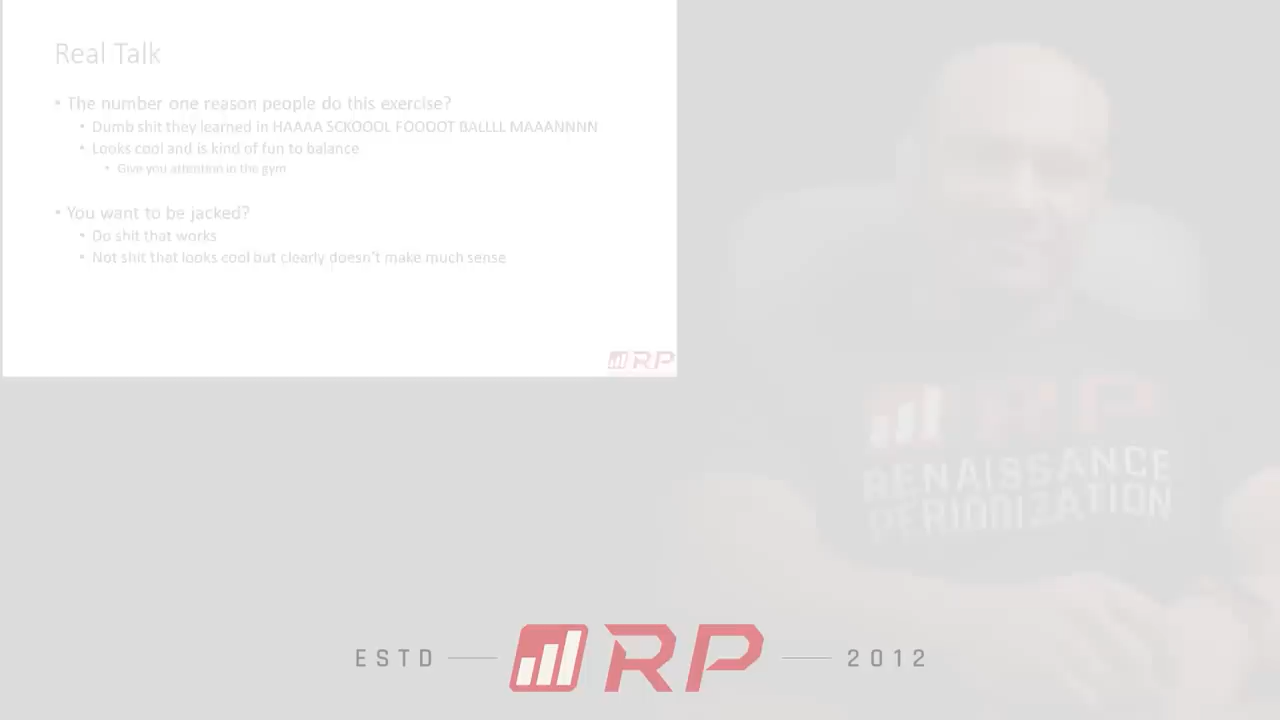 Real Talk
• The number one reason people do this exercise?
• Dumb shit they learned in HAAAA SCKOOOL FOOOOT BALLLL MAAANNNN
• Looks cool and is kind of fun to balance
• Give you attention in the gym
• You want to be jacked?
• Do shit that works
• Not shit that looks cool but clearly doesn't make much sense
RP
RP
RENAISSANCE
PERIODIZATION
ESTD RP 2012